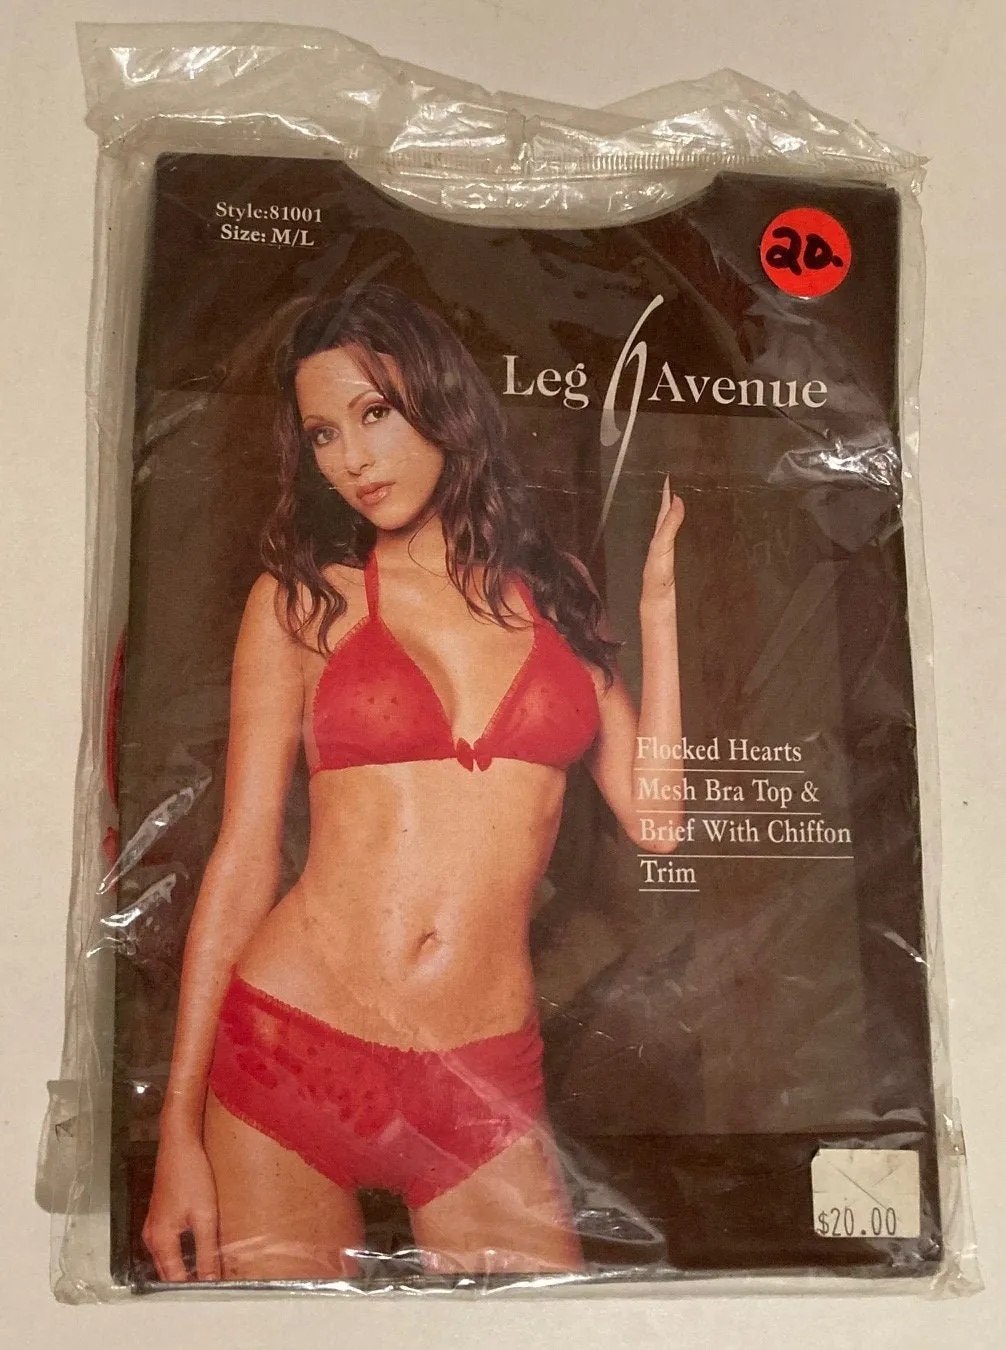 Style:81001
Size: M/L
20.
Leg Avenue
Flocked Hearts
Mesh Bra Top &
Brief With Chiffon
Trim
$20.00